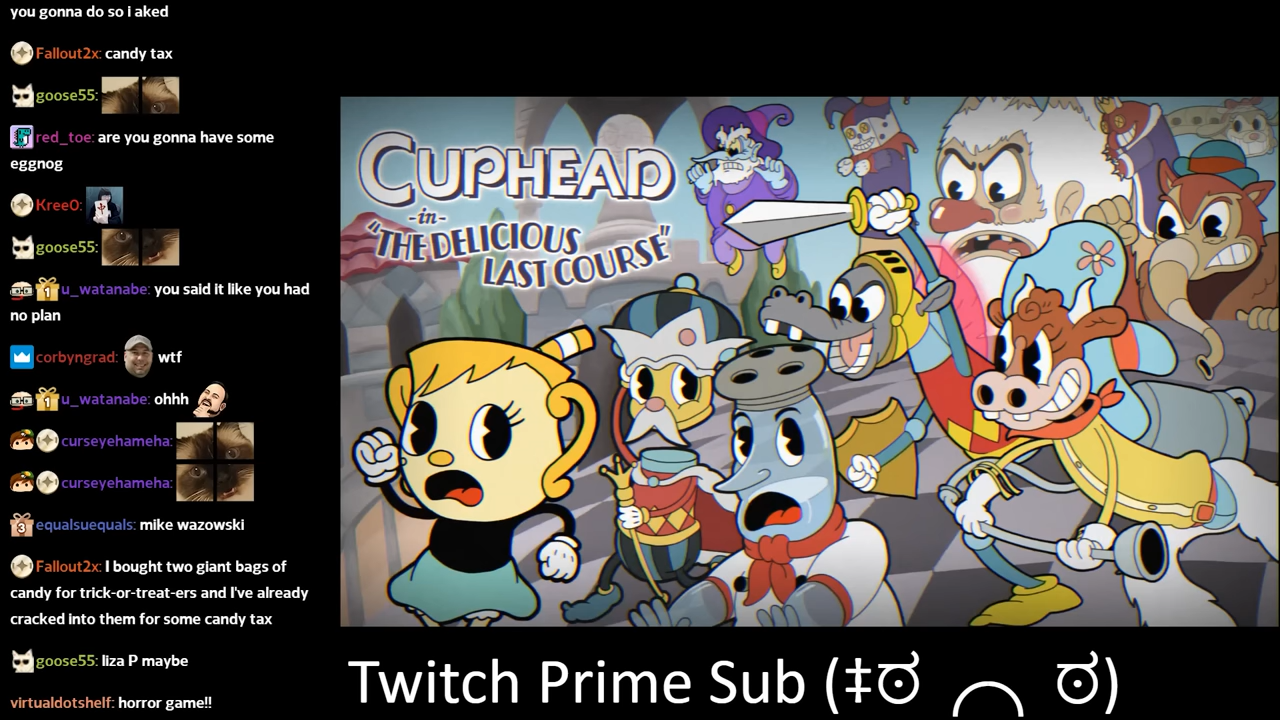 you gonna do so i aked
Fallout2x: candy tax
goose55:
red_toe: are you gonna have some
eggnog
KreeO:
goose55:
1 u_watanabe: you said it like you had
no plan
corbyngrad: wtf
1 u_watanabe: ohhh
curseyehameha:
curseyehameha:
3 equalsuequals: mike wazowski
Fallout2x: I bought two giant bags of
candy for trick-or-treat-ers and I've already
cracked into them for some candy tax
goose55: liza P maybe
virtualdotshelf: horror game!!
CUPHEAD
-in-
"THE DELICIOUS
LAST COURSE"
Twitch Prime Sub (‡ಠ ╭╮ ಠ)